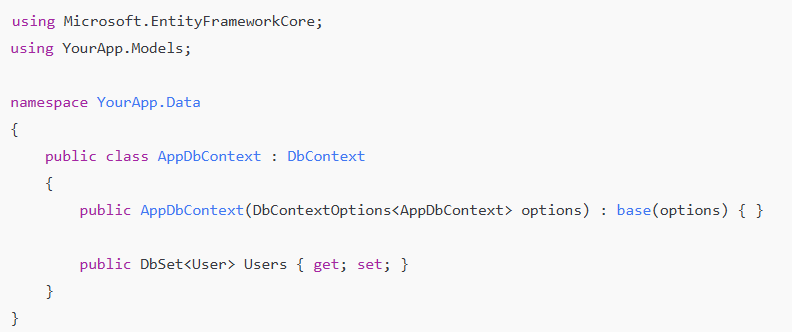 using Microsoft.EntityFrameworkCore;
using YourApp.Models;

namespace YourApp.Data
{
    public class AppDbContext : DbContext
    {
        public AppDbContext(DbContextOptions<AppDbContext> options) : base(options) { }

        public DbSet<User> Users { get; set; }
    }
}